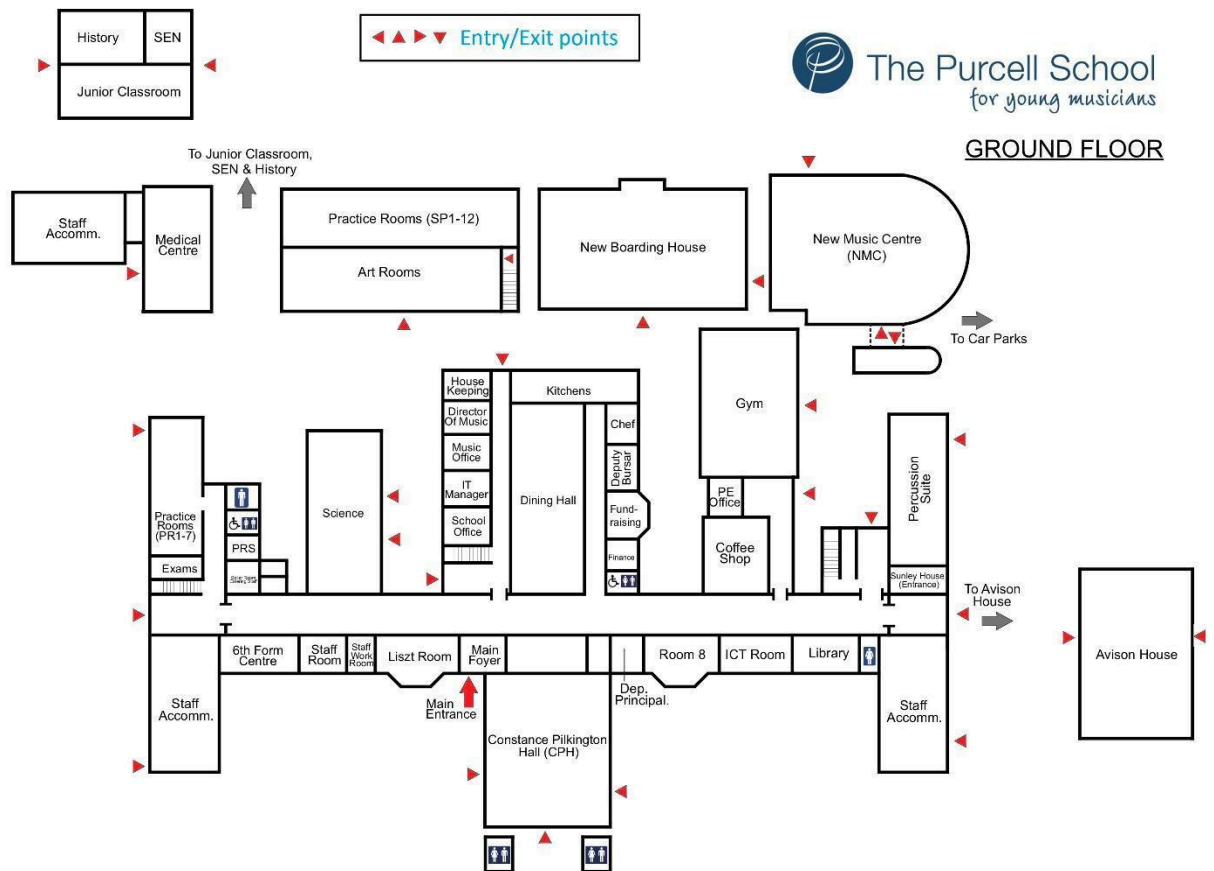 History
SEN
Junior Classroom
Entry/Exit points
The Purcell School
for young musicians
GROUND FLOOR
To Junior Classroom,
SEN & History
Staff
Accomm.
Medical
Centre
Practice Rooms (SP1-12)
Art Rooms
New Boarding House
New Music Centre
(NMC)
To Car Parks
House
Keeping
Director
Of Music
Music
Office
IT
Manager
School
Office
Kitchens
Dining Hall
Chef
Deputy
Bursar
Fund-
raising
Finance
Gym
PE
Office
Coffee
Shop
Percussion
Suite
Sunley House
(Entrance)
Practice
Rooms
(PR1-7)
Exams
PRS
Science
To Avison
House
Avison House
6th Form
Centre
Staff
Room
Staff
Work
Room
Liszt Room
Main
Foyer
Dep.
Principal.
Room 8
ICT Room
Library
Staff
Accomm.
Main
Entrance
Constance Pilkington
Hall (CPH)
Staff
Accomm.